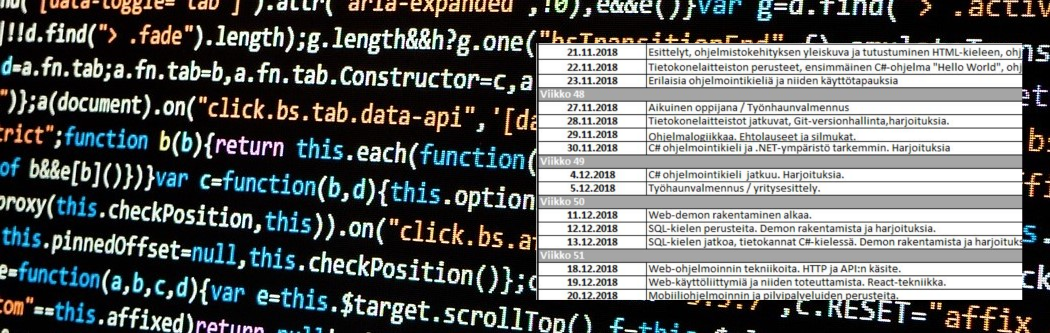 nd("[data-toggle="tab"]").attr("aria-expanded",!0),e&&e()}var g=d.find("> .activ
||!!d.find("> .fade").length);g.length&&h?g.one("bsTransitionEnd"
d=a.fn.tab;a.fn.tab=b,a.fn.tab.Constructor=c,a
")};a(document).on("click.bs.tab.data-api",'[da
rict";function b(b){return this.each(function(
of b&&e[b]()})}var c=function(b,d){this.option
proxy(this.checkPosition,this)).on("click.bs.a
this.pinnedOffset=null,this.checkPosition()};c
e=function(a,b,c,d){var e=this.$target.scrollTop()
com"==this.affixed)return
,C.RESET="affix
21.11.2018 Esittelyt, ohjelmistokehityksen yleiskuva ja tutustuminen HTML-kieleen, ohj
22.11.2018 Tietokonelaitteiston perusteet, ensimmäinen C#-ohjelma "Hello World", ohj
23.11.2018 Erilaisia ohjelmointikieliä ja niiden käyttötapauksia
Viikko 48
27.11.2018 Aikuinen oppijana / Työnhaunvalmennus
28.11.2018 Tietokonelaitteistot jatkuvat, Git-versionhallinta,harjoituksia.
29.11.2018 Ohjelmalogiikkaa. Ehtolauseet ja silmukat.
30.11.2018 C# ohjelmointikieli ja .NET-ympäristö tarkemmin. Harjoituksia
Viikko 49
4.12.2018 C# ohjelmointikieli jatkuu. Harjoituksia.
5.12.2018 Työhaunvalmennus / yritysesittely.
Viikko 50
11.12.2018 Web-demon rakentaminen alkaa.
12.12.2018 SQL-kielen perusteita. Demon rakentamista ja harjoituksia.
13.12.2018 SQL-kielen jatkoa, tietokannat C#-kielessä. Demon rakentamista ja harjoituks
Viikko 51
18.12.2018 Web-ohjelmoinnin tekniikoita. HTTP ja API:n käsite.
19.12.2018 Web-käyttöliittymiä ja niiden toteuttamista. React-tekniikka.
20.12.2018 Mobiiliohjelmoinnin ja pilvipalveluiden perusteita.